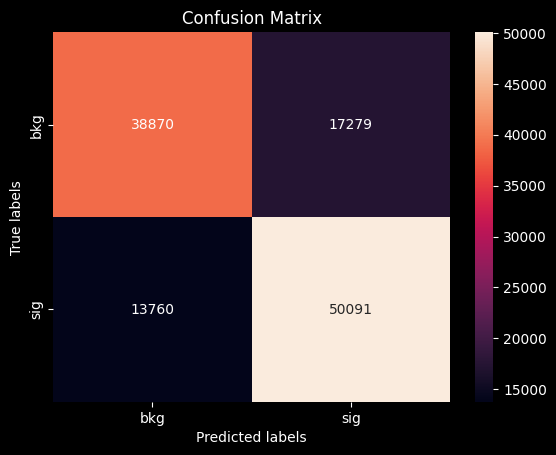 Confusion Matrix
True labels
bkg
sig
38870 17279
13760 50091
bkg sig
Predicted labels
50000
45000
40000
35000
30000
25000
20000
15000